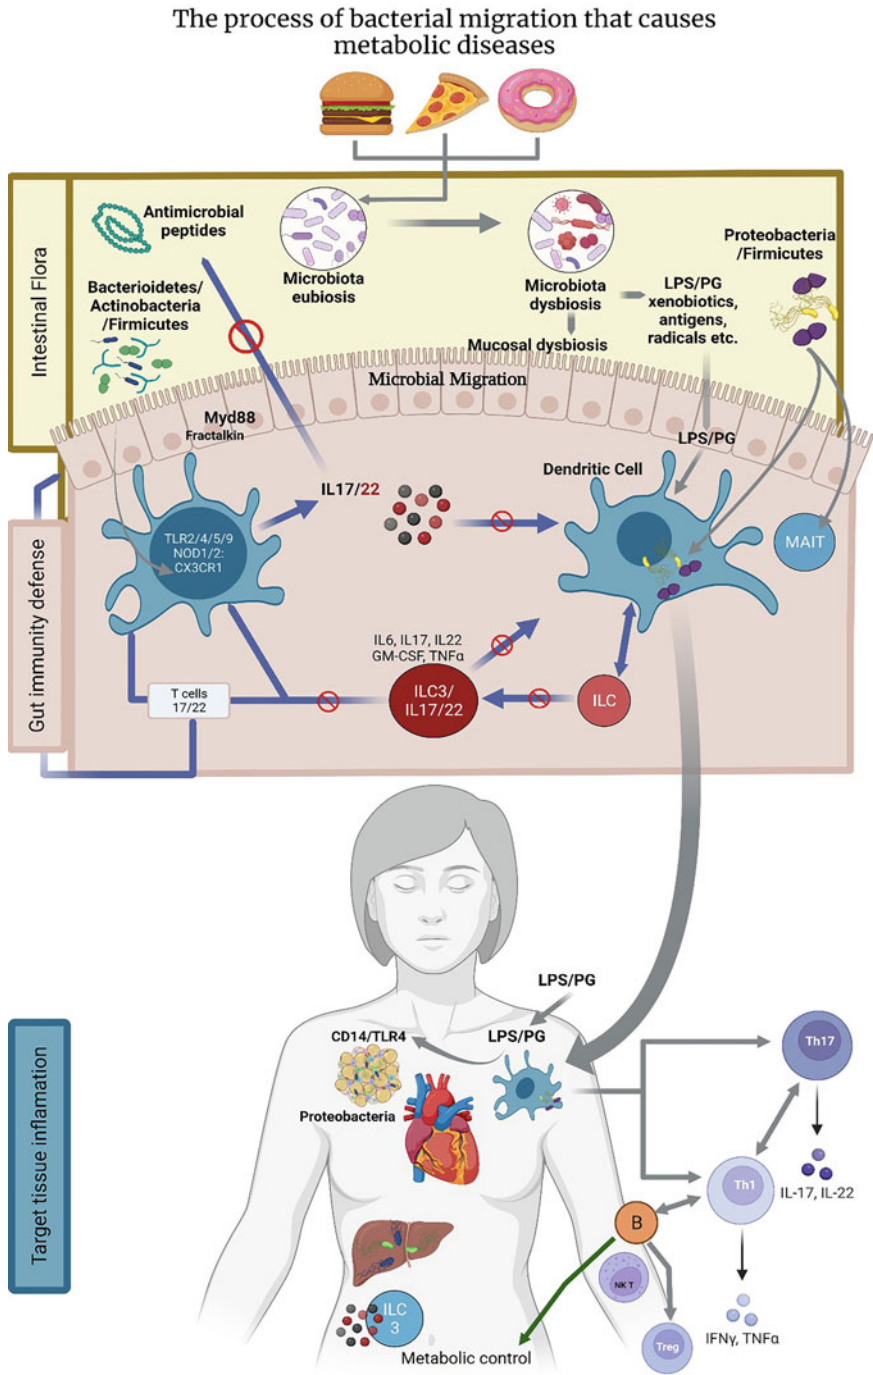 The process of bacterial migration that causes
metabolic diseases
Intestinal Flora
Antimicrobial
peptides
Microbiota
eubiosis
Microbiota
dysbiosis
Mucosal dysbiosis
LPS/PG
xenobiotics,
antigens,
radicals etc.
Proteobacteria
/Firmicutes
Bacterioidetes/
Actinobacteria
/Firmicutes
Microbial Migration
Myd88
Fractalkin
LPS/PG
Gut immunity defense
TLR2/4/5/9
NOD1/2:
CX3CR1
IL17/22
Dendritic Cell
MAIT
IL6, IL17, IL22
GM-CSF, TNFα
T cells
17/22
ILC3/
IL17/22
ILC
Target tissue inflamation
LPS/PG
CD14/TLR4
LPS/PG
Proteobacteria
Th17
IL-17, IL-22
Th1
B
NK T
IFNγ, TNFα
Treg
ILC
3
Metabolic control